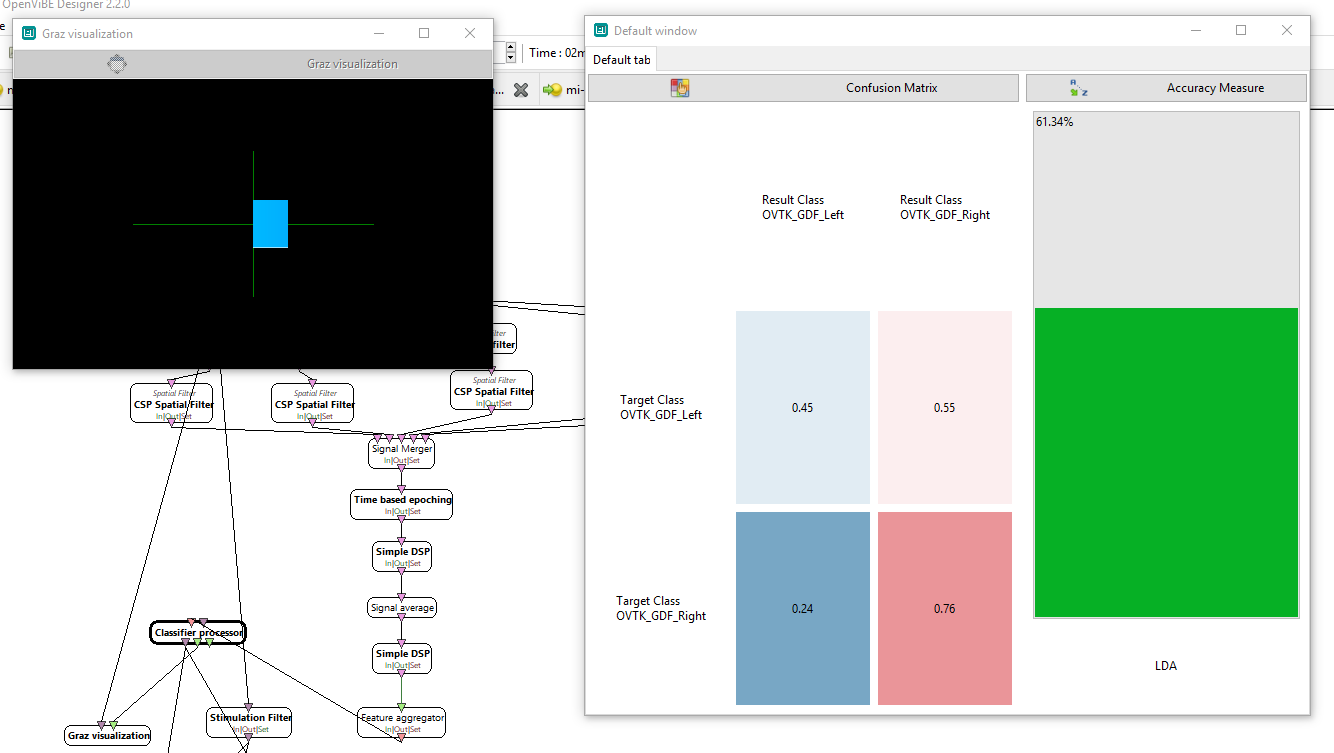 OpenViBE Designer 2.2.0
Graz visualization
Graz visualization
Time : 02m
...
mi-
Default window
Default tab
Confusion Matrix
Accuracy Measure
61.34%
Result Class
OVTK_GDF_Left
Result Class
OVTK_GDF_Right
Target Class
OVTK_GDF_Left
0.45
0.55
Target Class
OVTK_GDF_Right
0.24
0.76
LDA
Spatial Filter
CSP Spatial Filter
In|Out|Set
Spatial Filter
CSP Spatial Filter
In|Out|Set
Spatial Filter
CSP Spatial Filter
In|Out|Set
Signal Merger
In|Out|Set
Time based epoching
In|Out|Set
Simple DSP
In|Out|Set
Signal average
Classifier processor
Simple DSP
In|Out|Set
Stimulation Filter
In|Out|Set
Feature aggregator
In|Out|Set
Graz visualization